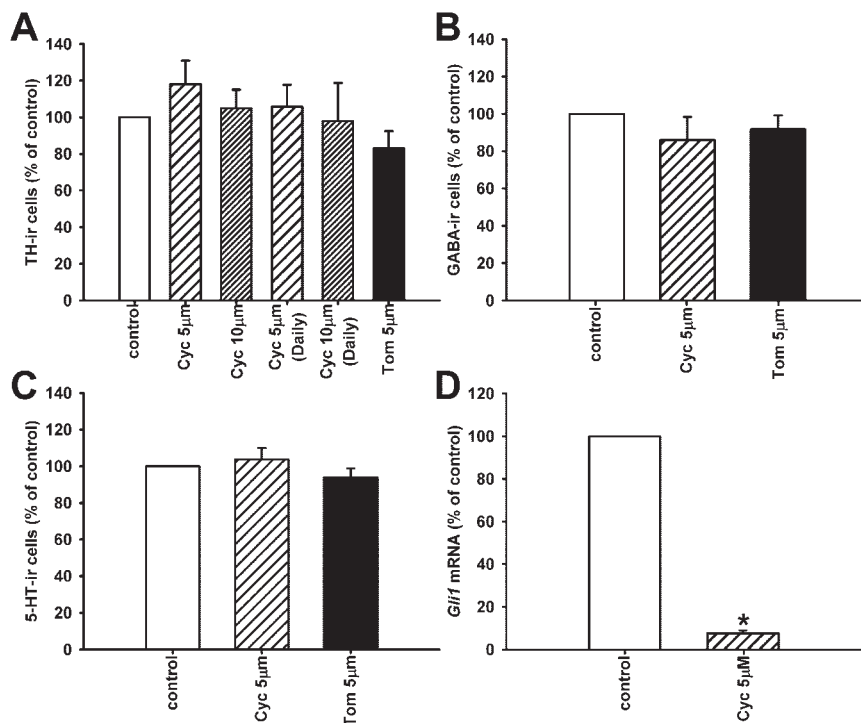 A
TH-ir cells (% of control)
140
120
100
80
60
40
20
0
control
Cyc 5μm
Cyc 10μm
Cyc 5μm
(Daily)
Cyc 10μm
(Daily)
Tom 5μm
B
GABA-ir cells (% of control)
140
120
100
80
60
40
20
0
control
Cyc 5μm
Tom 5μm
C
5-HT-ir cells (% of control)
140
120
100
80
60
40
20
0
control
Cyc 5μm
Tom 5μm
D
Gli1 mRNA (% of control)
120
100
80
60
40
20
0
*
control
Cyc 5μM